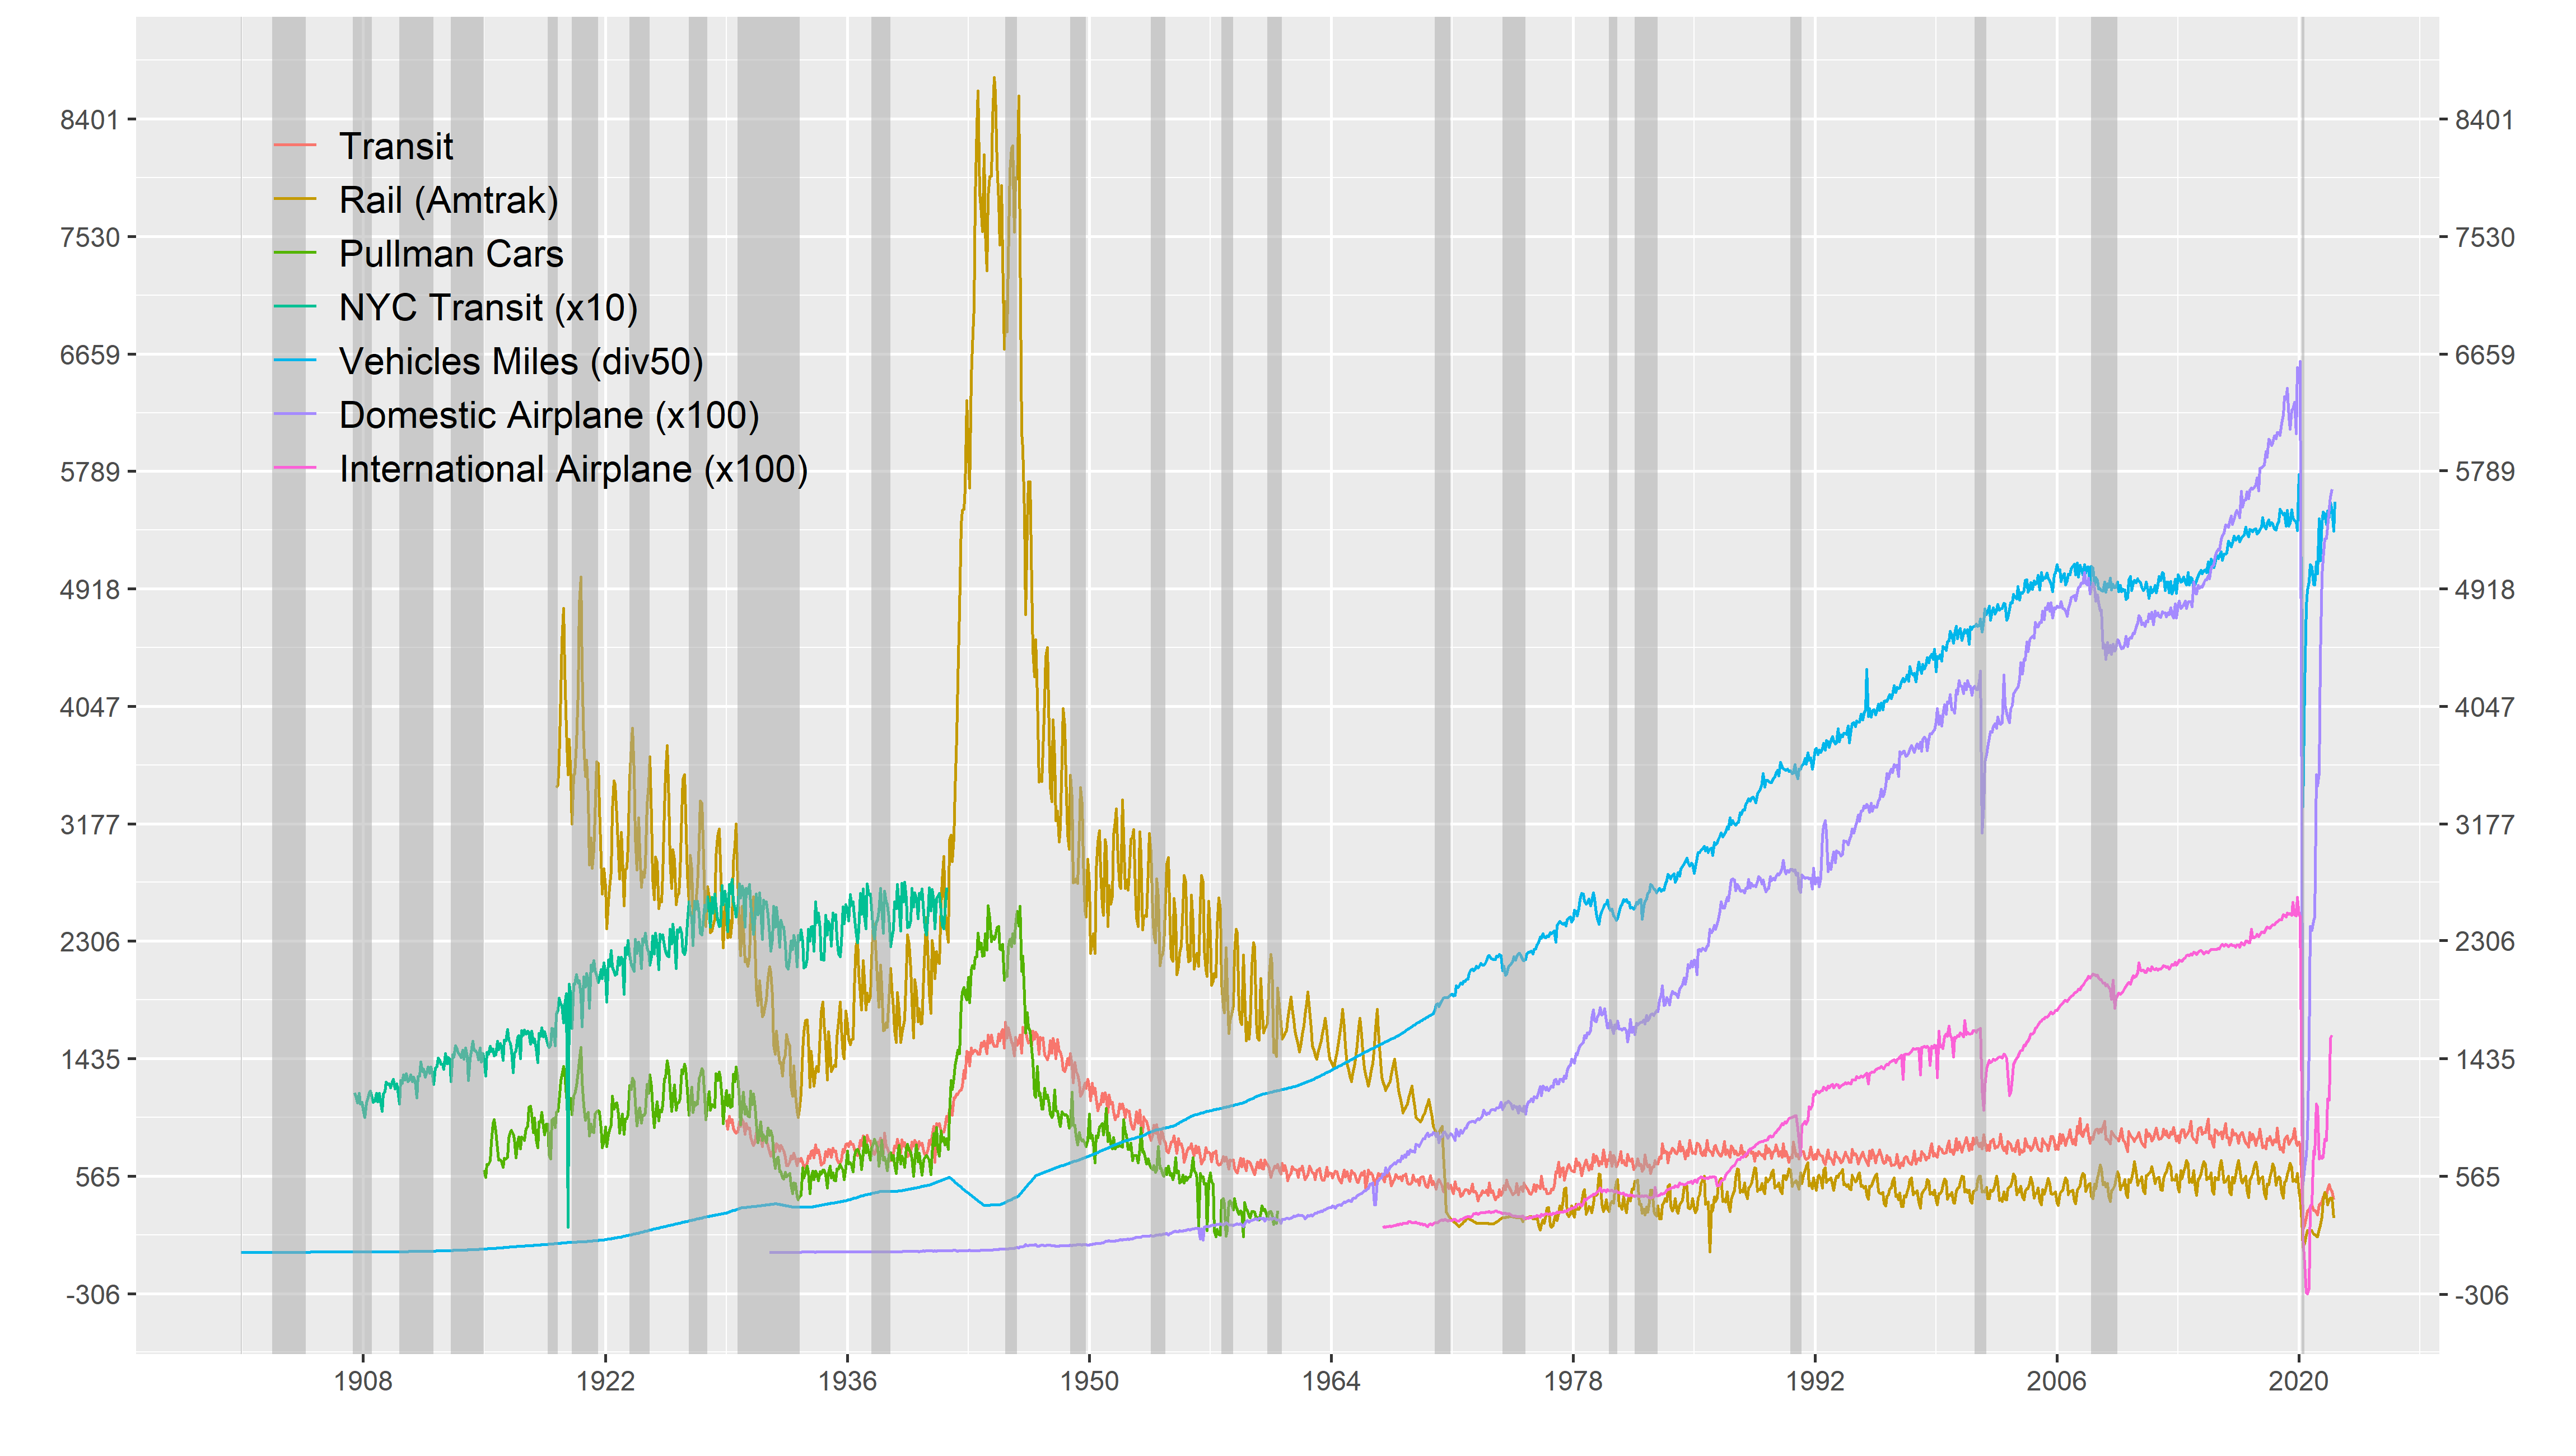 8401
7530
6659
5789
4918
4047
3177
2306
1435
565
-306
Transit
Rail (Amtrak)
Pullman Cars
NYC Transit (x10)
Vehicles Miles (div50)
Domestic Airplane (x100)
International Airplane (x100)
8401
7530
6659
5789
4918
4047
3177
2306
1435
565
-306
1908 1922 1936 1950 1964 1978 1992 2006 2020